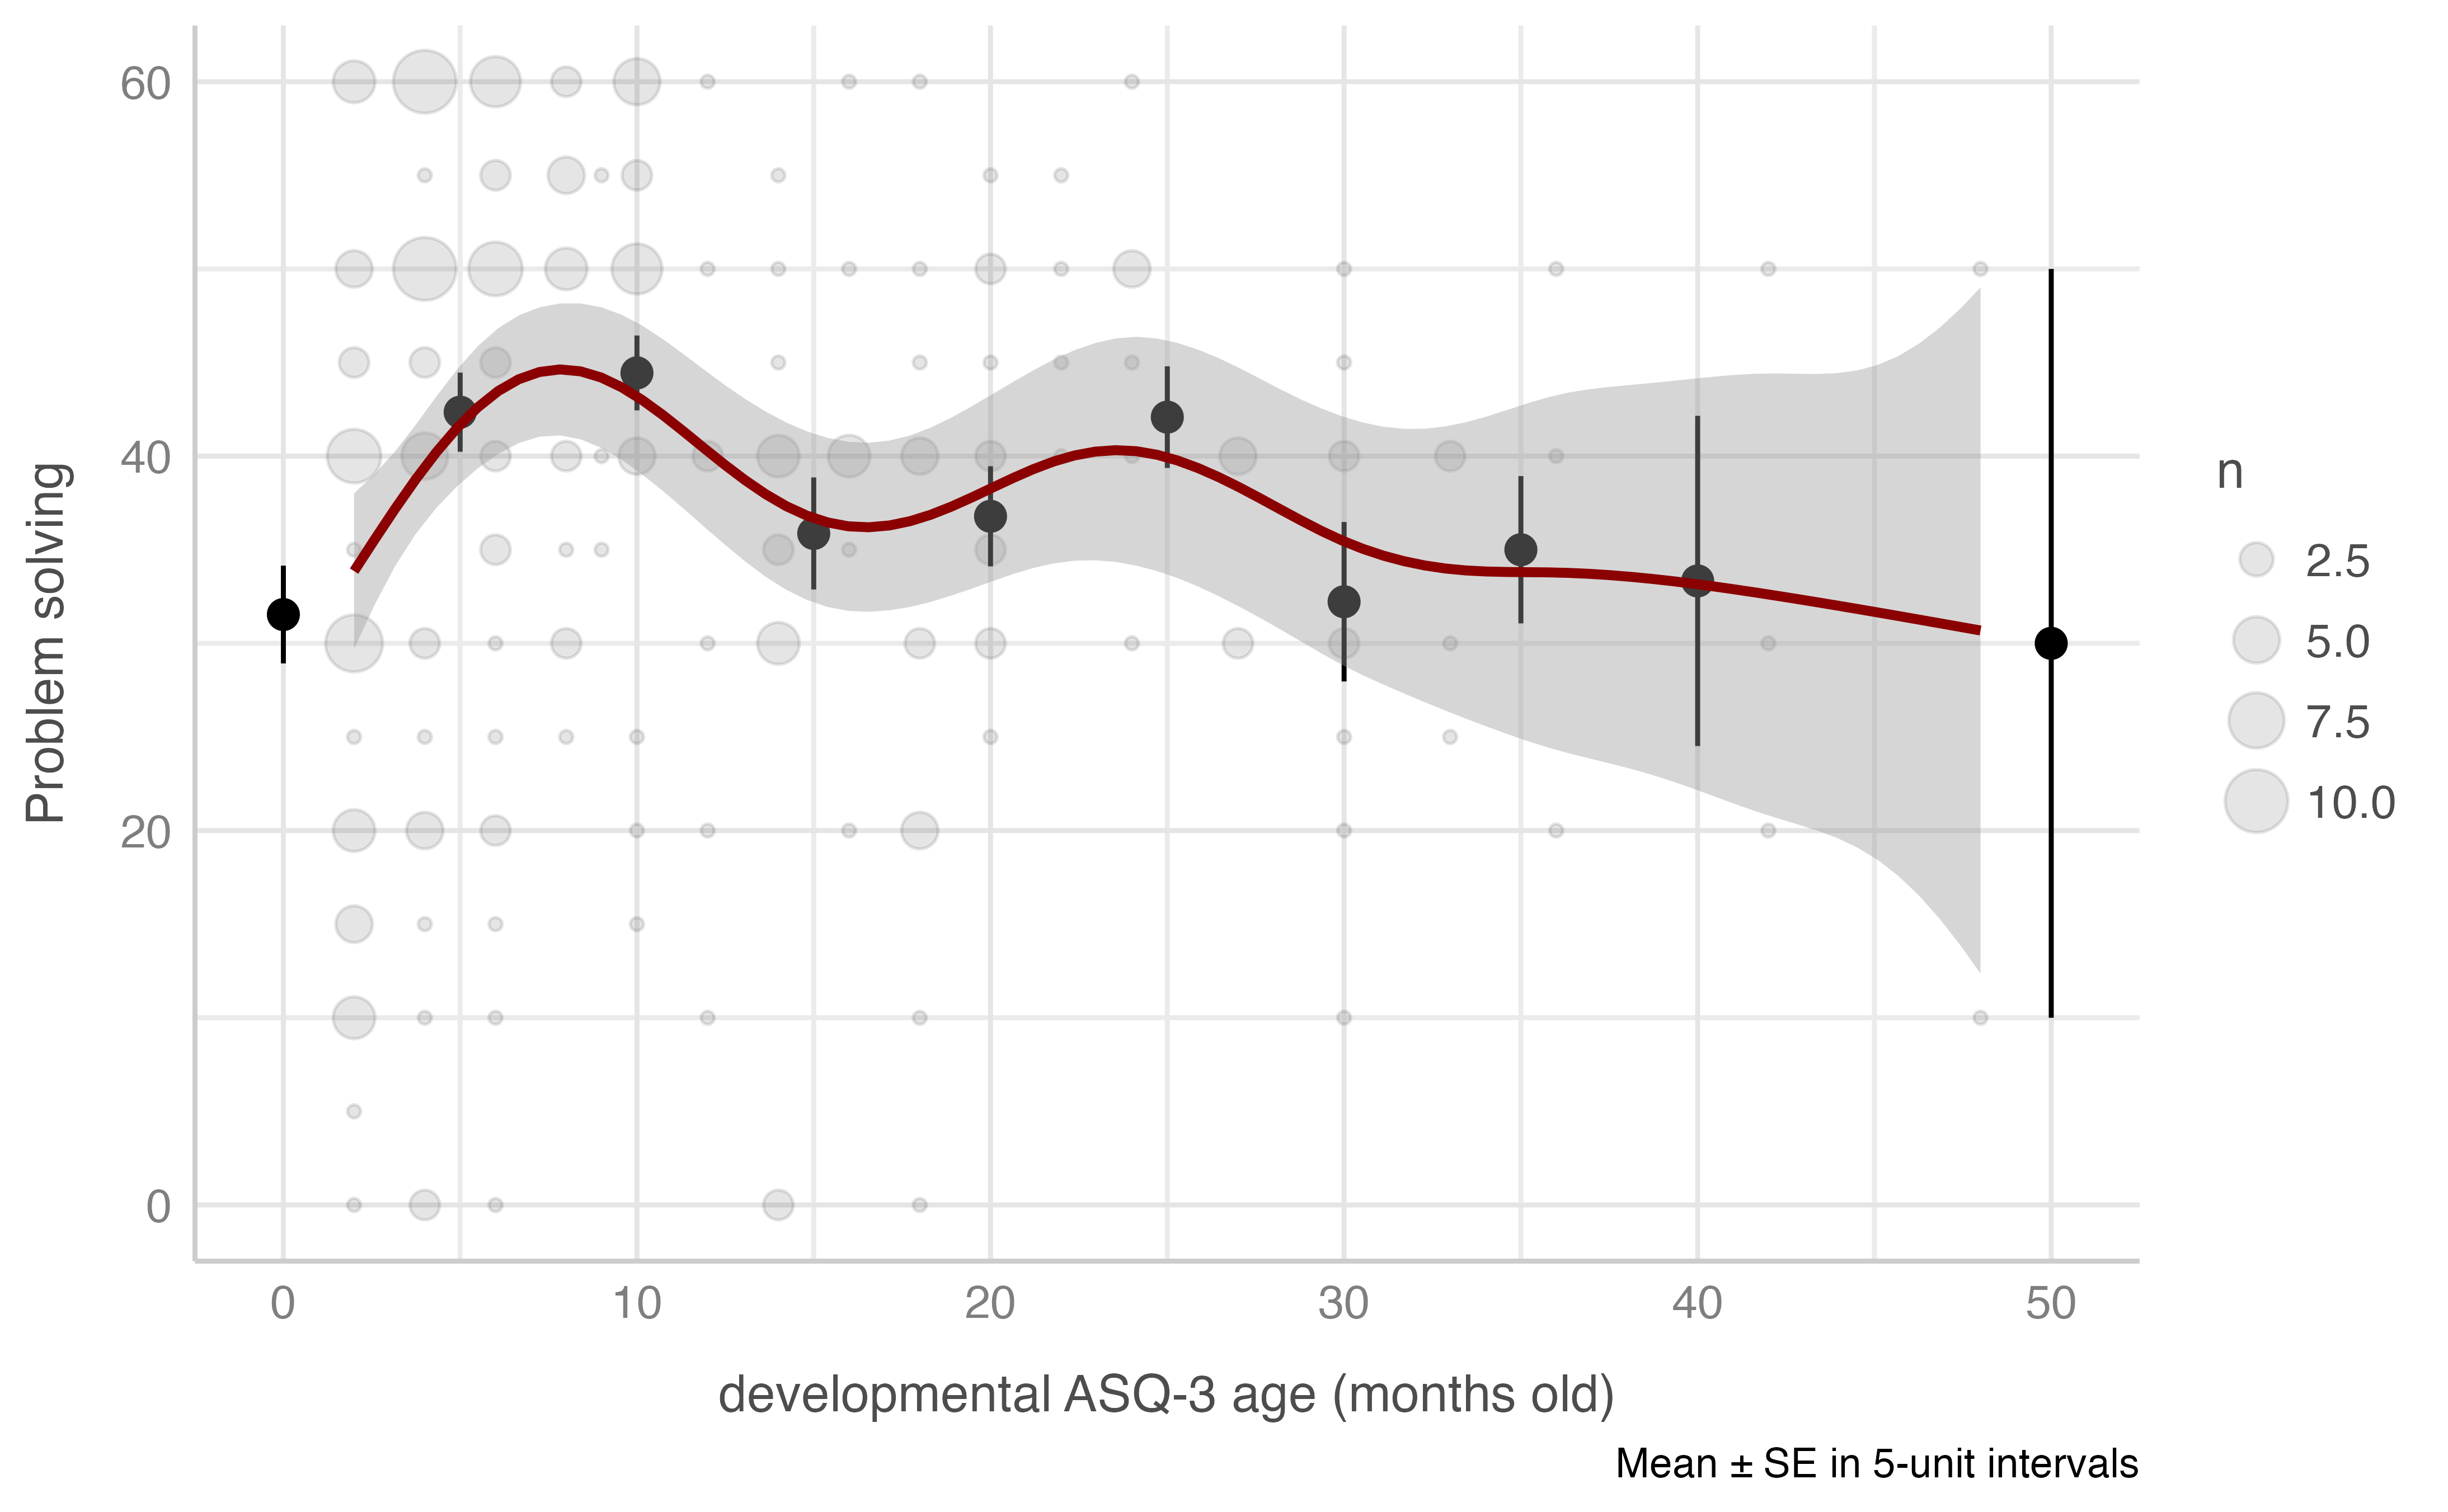 60
40
20
0
Problem solving
0 10 20 30 40 50
developmental ASQ-3 age (months old)
Mean ± SE in 5-unit intervals
n
2.5
5.0
7.5
10.0